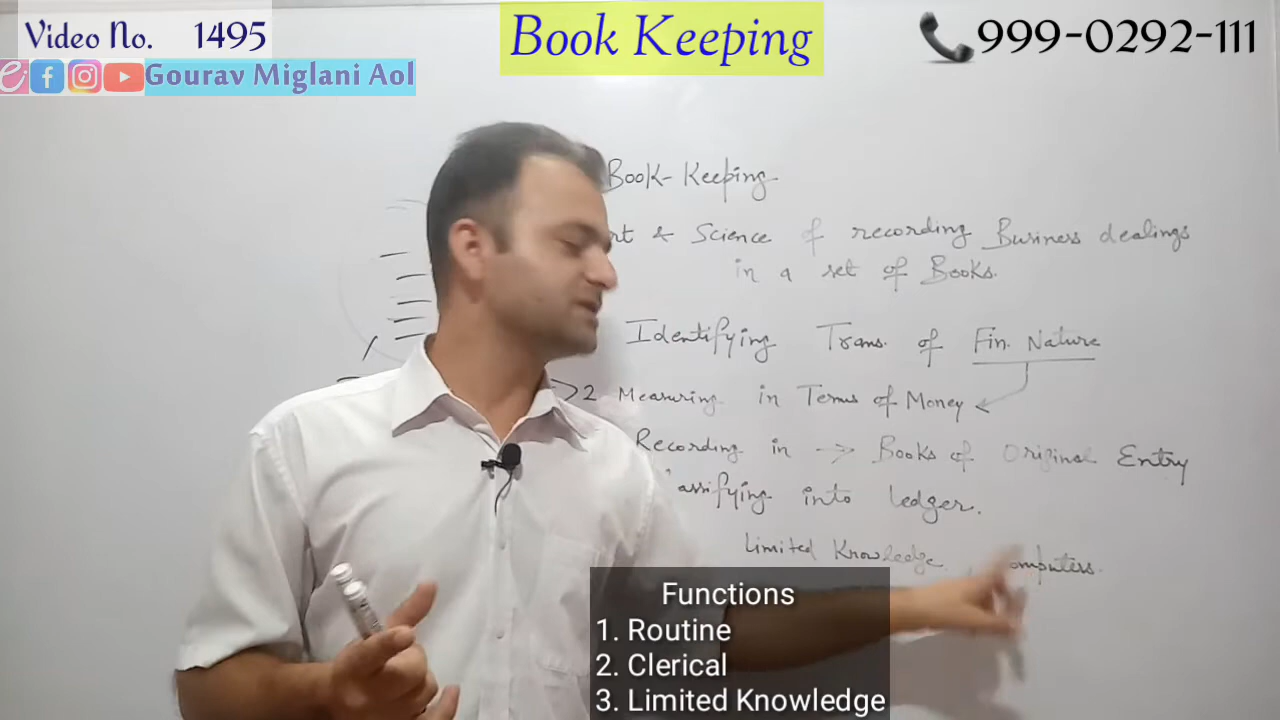 Video No. 1495
Book Keeping
999-0292-111
Gourav Miglani Aol
Book-Keeping
& Science of recording Business dealings
in a set of Books.
Identifying Trans. of Fin. Nature
2 Measuring in Terms of Money
Recording in → Books of Original Entry
into ledger.
Limited Knowledge
Functions
1. Routine
2. Clerical
3. Limited Knowledge